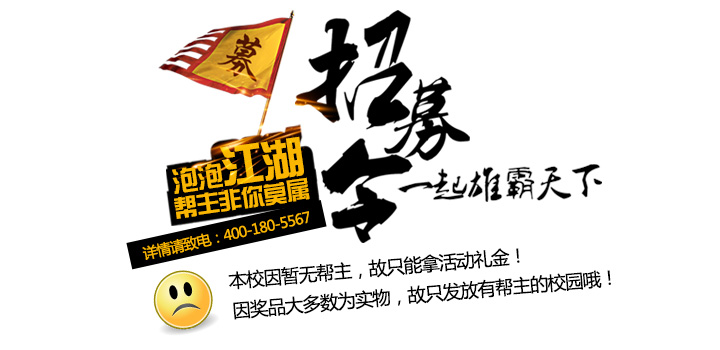 募
招募令
一起雄霸天下
泡泡江湖
帮主非你莫属
详情请致电：400-180-5567
本校因暂无帮主，故只能拿活动礼金！
因奖品大多数为实物，故只发放有帮主的校园哦！